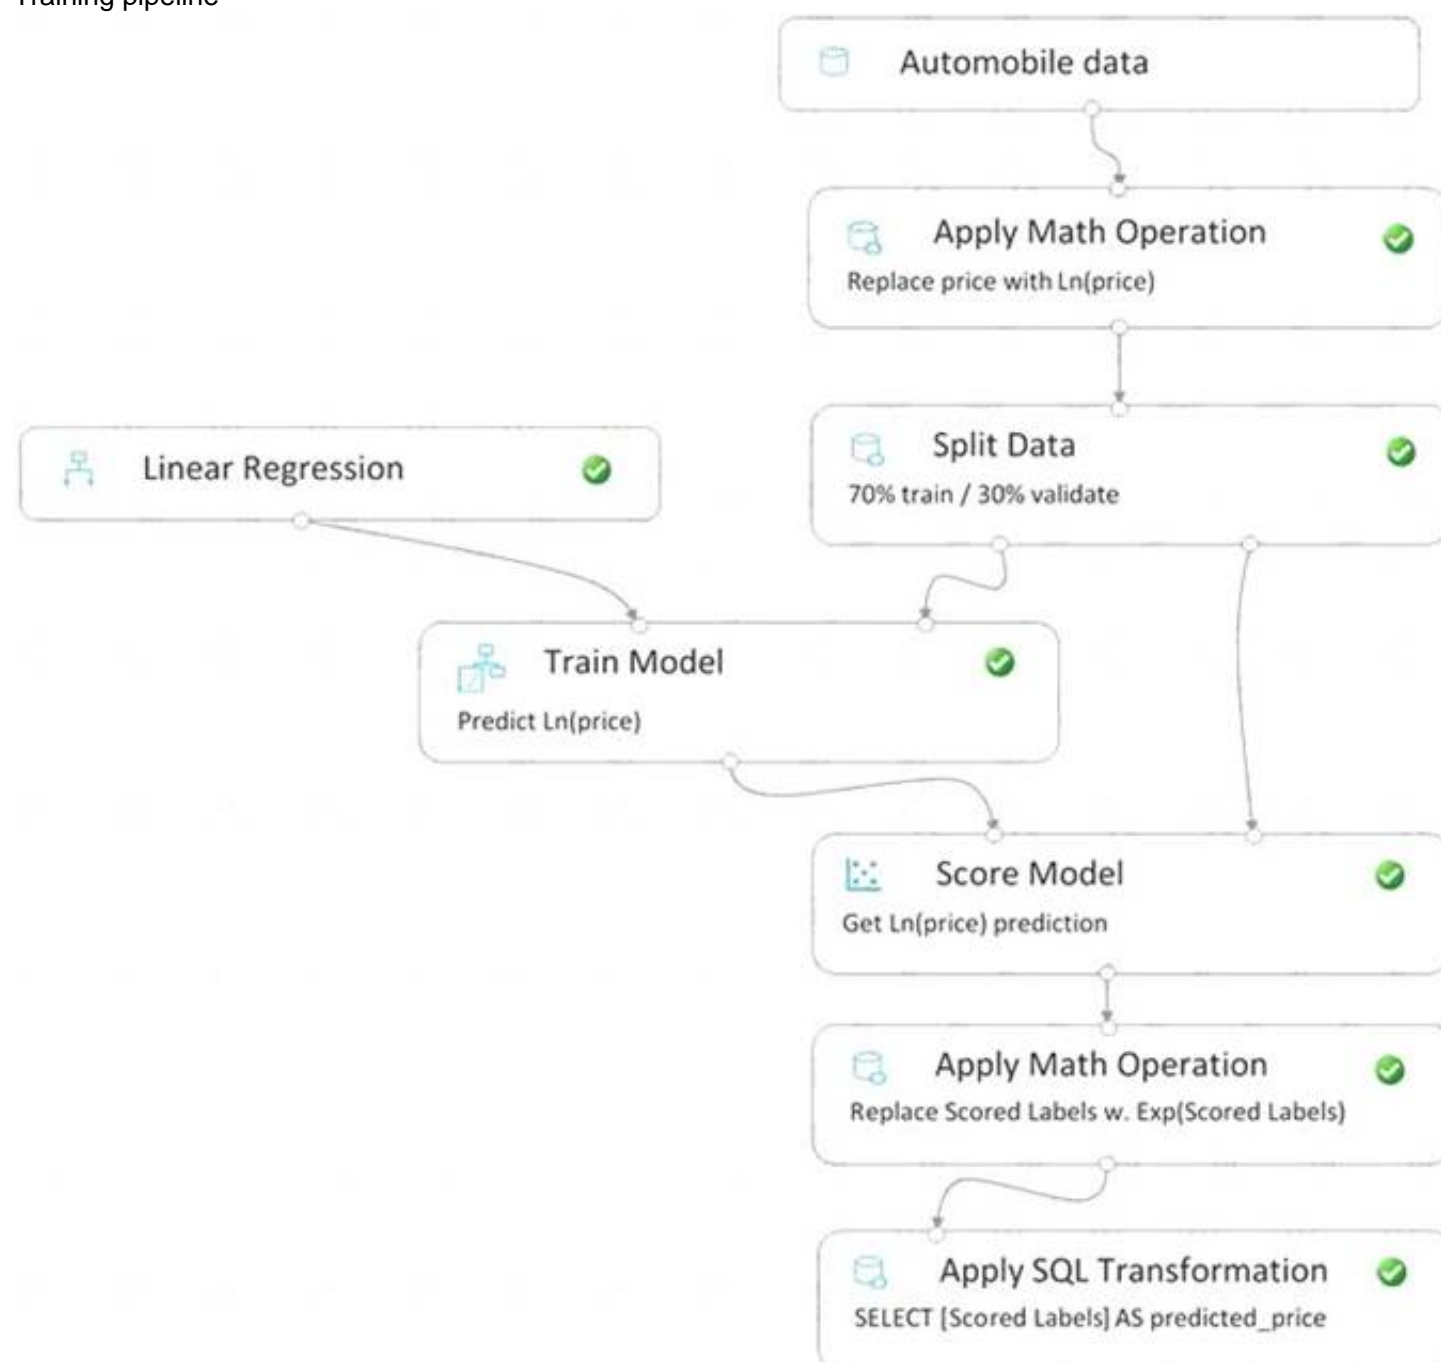 Training pipeline
Automobile data
Apply Math Operation
Replace price with Ln(price)
Split Data
70% train / 30% validate
Linear Regression
Train Model
Predict Ln(price)
Score Model
Get Ln(price) prediction
Apply Math Operation
Replace Scored Labels w. Exp(Scored Labels)
Apply SQL Transformation
SELECT [Scored Labels] AS predicted_price